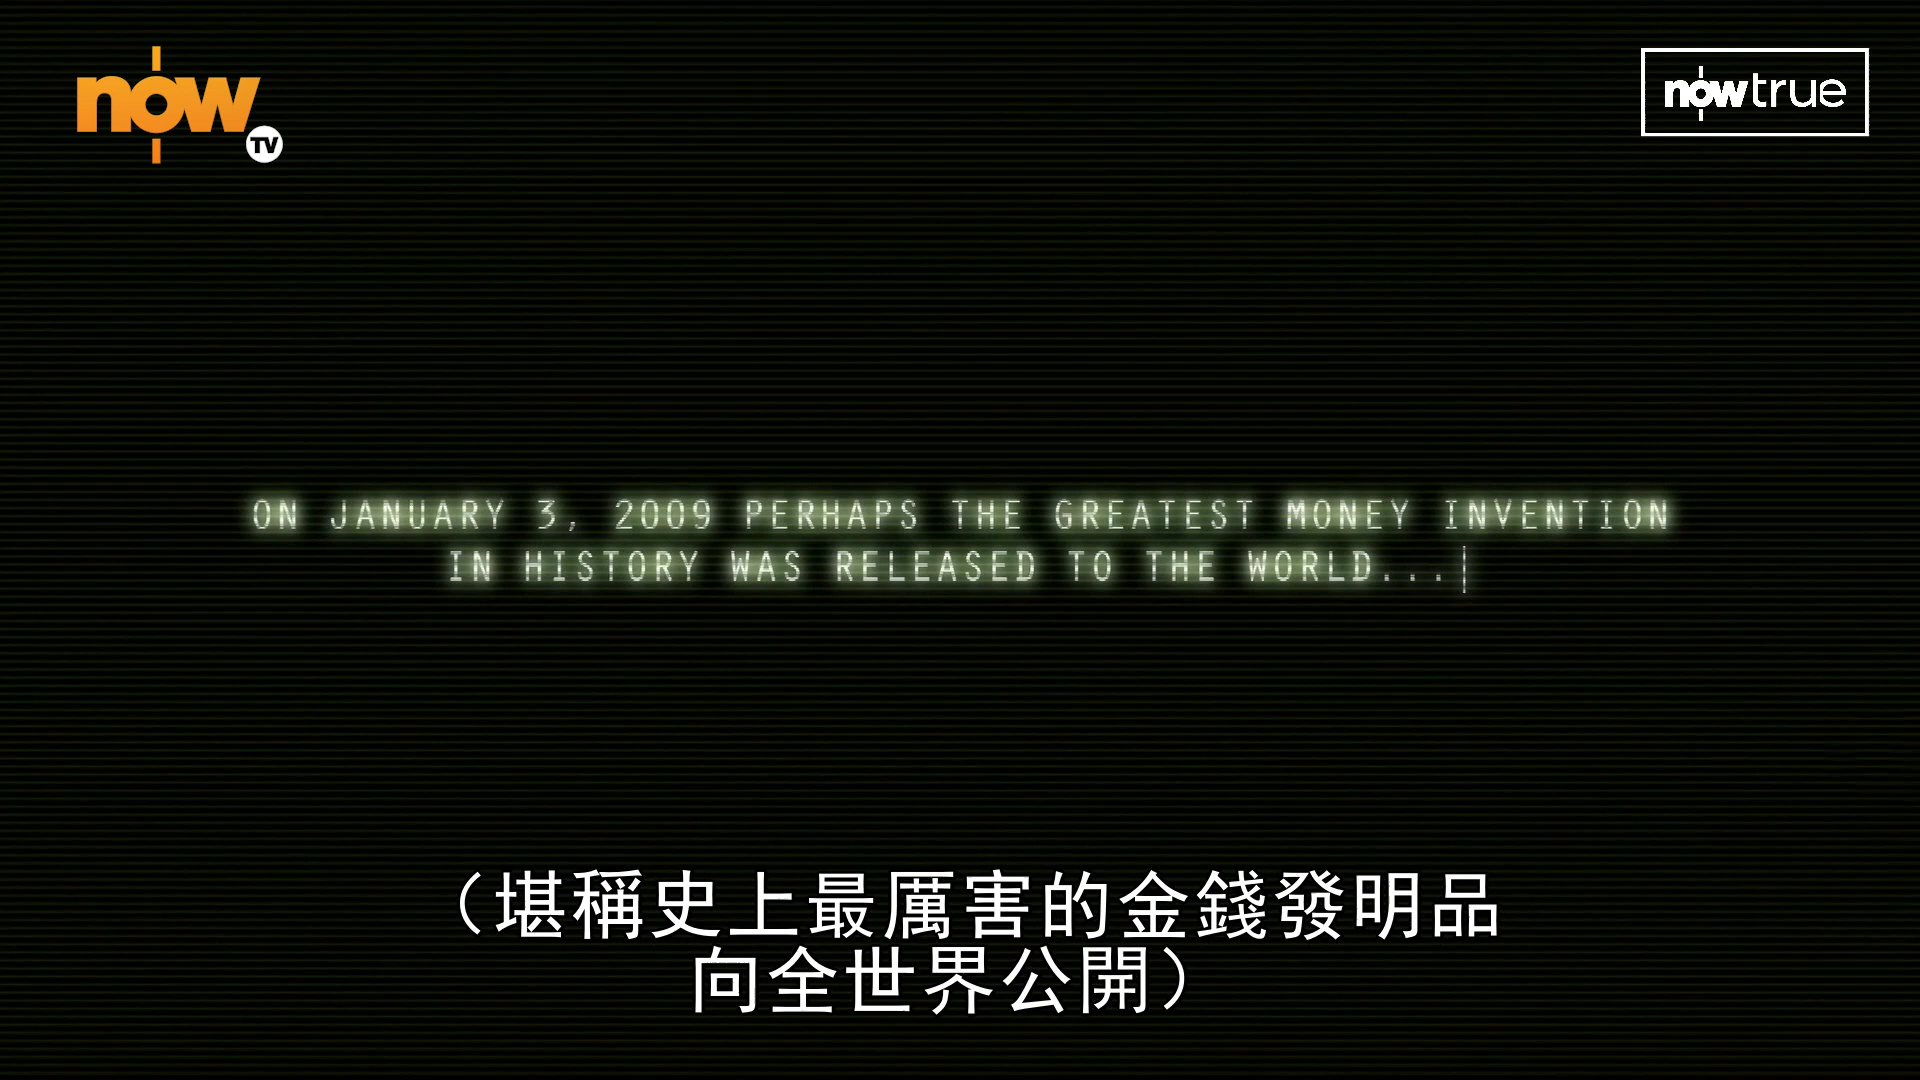 now
TV
nowtrue
ON JANUARY 3, 2009 PERHAPS THE GREATEST MONEY INVENTION
IN HISTORY WAS RELEASED TO THE WORLD...
（堪稱史上最厲害的金錢發明品
向全世界公開）